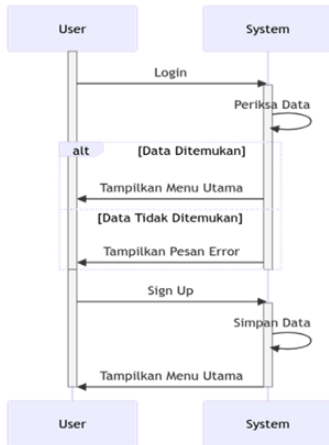 User
System
Login
Periksa Data
alt
[Data Ditemukan]
Tampilkan Menu Utama
[Data Tidak Ditemukan]
Tampilkan Pesan Error
Sign Up
Simpan Data
Tampilkan Menu Utama
User
System